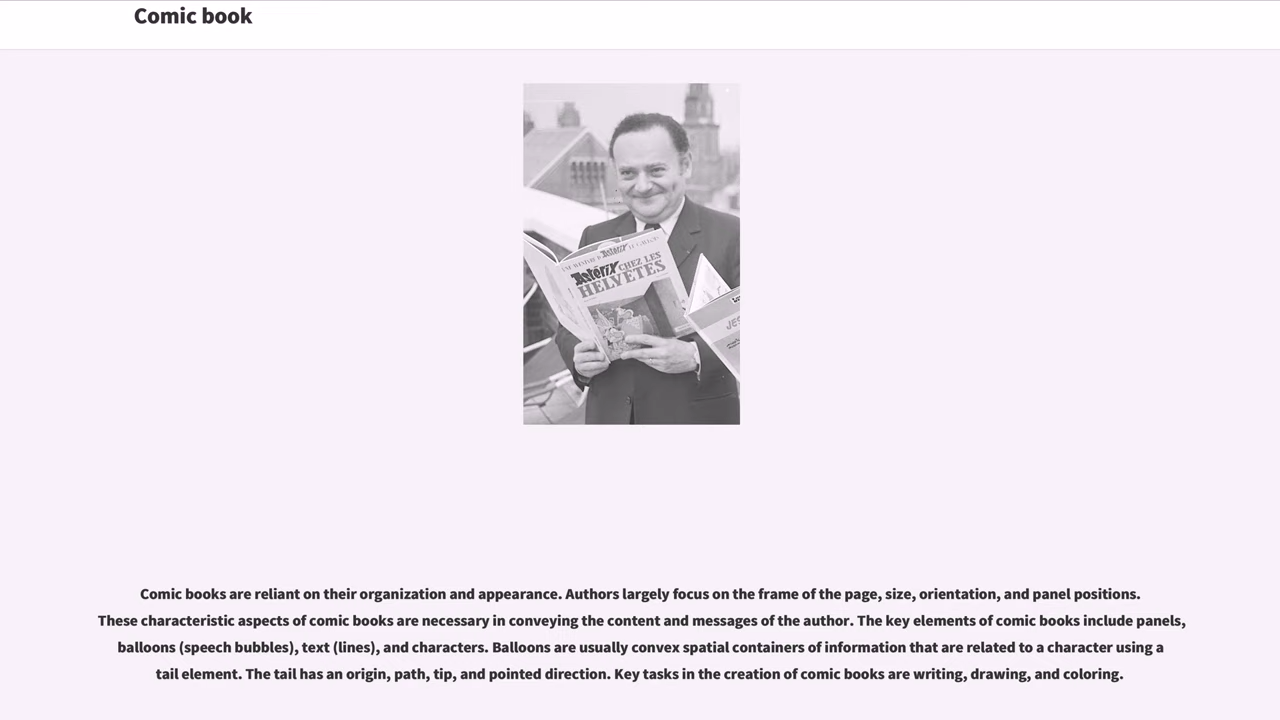 Comic book
Astérix CHEZ LES
HELVÈTES
Comic books are reliant on their organization and appearance. Authors largely focus on the frame of the page, size, orientation, and panel positions.
These characteristic aspects of comic books are necessary in conveying the content and messages of the author. The key elements of comic books include panels,
balloons (speech bubbles), text (lines), and characters. Balloons are usually convex spatial containers of information that are related to a character using a
tail element. The tail has an origin, path, tip, and pointed direction. Key tasks in the creation of comic books are writing, drawing, and coloring.